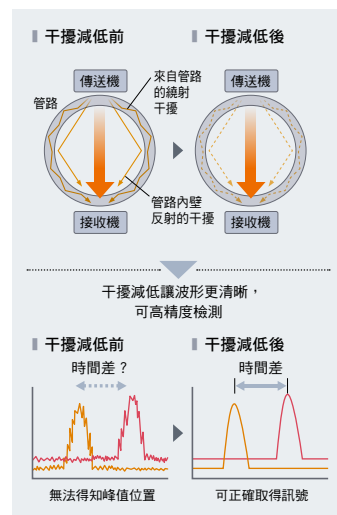 干擾減低前
干擾減低後
傳送機
管路
來自管路
的繞射
干擾
管路內壁
反射的干擾
接收機
傳送機
接收機
干擾減低讓波形更清晰，
可高精度檢測
干擾減低前
時間差？
無法得知峰值位置
干擾減低後
時間差
可正確取得訊號